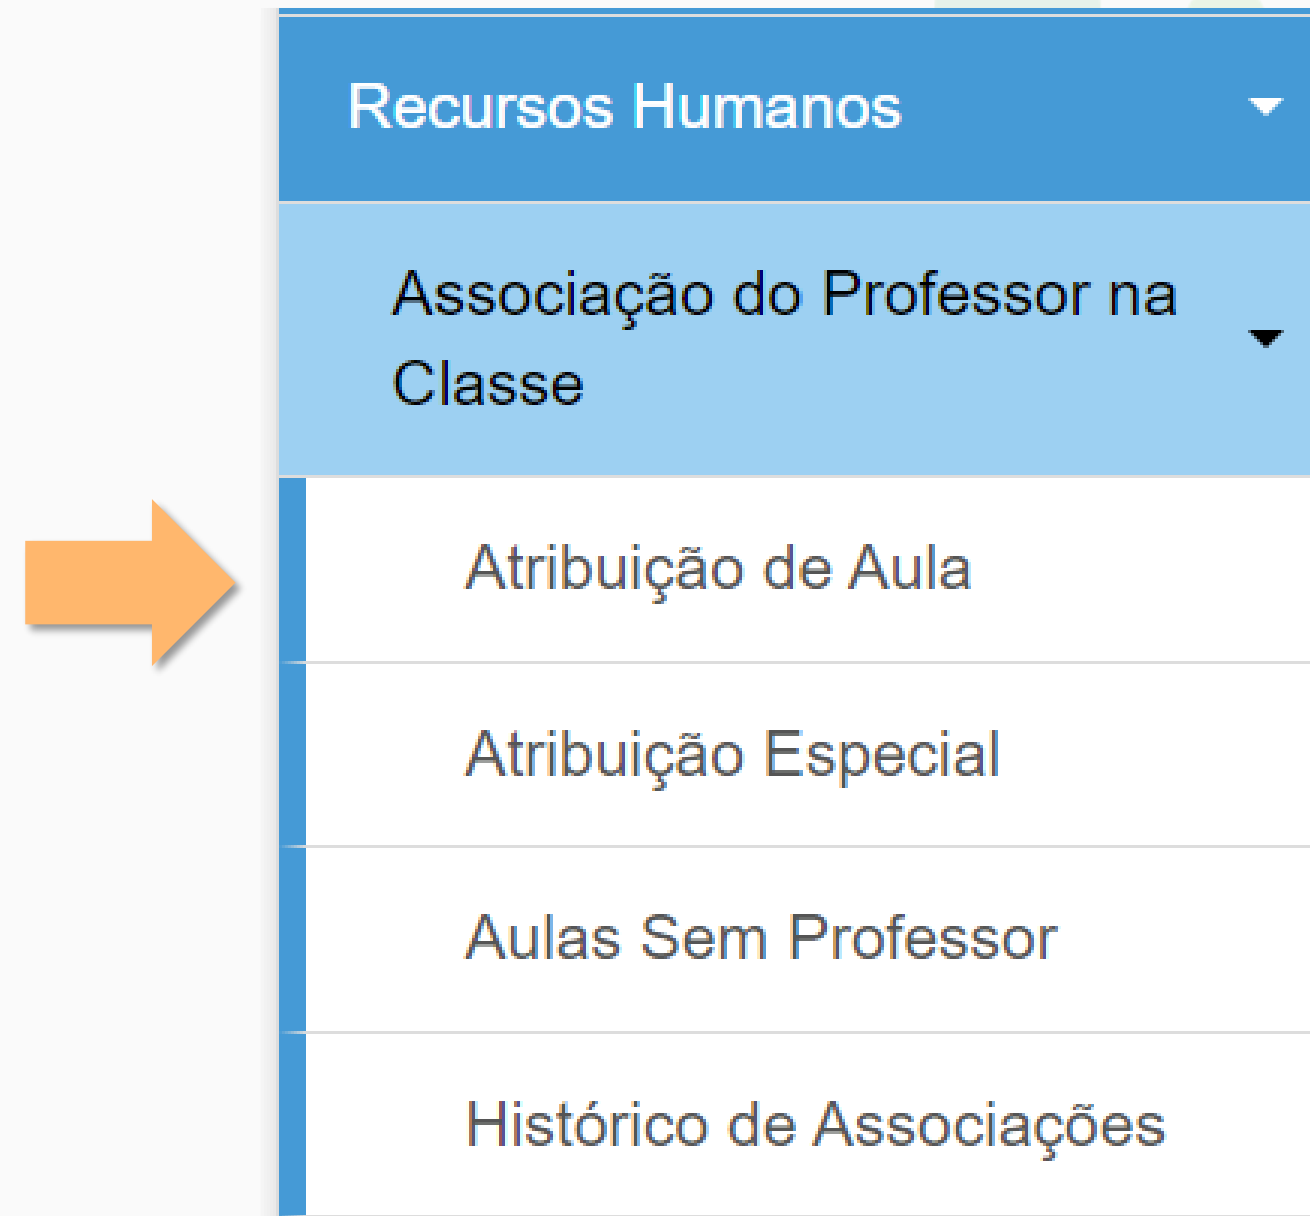 Recursos Humanos
Associação do Professor na
Classe
Atribuição de Aula
Atribuição Especial
Aulas Sem Professor
Histórico de Associações